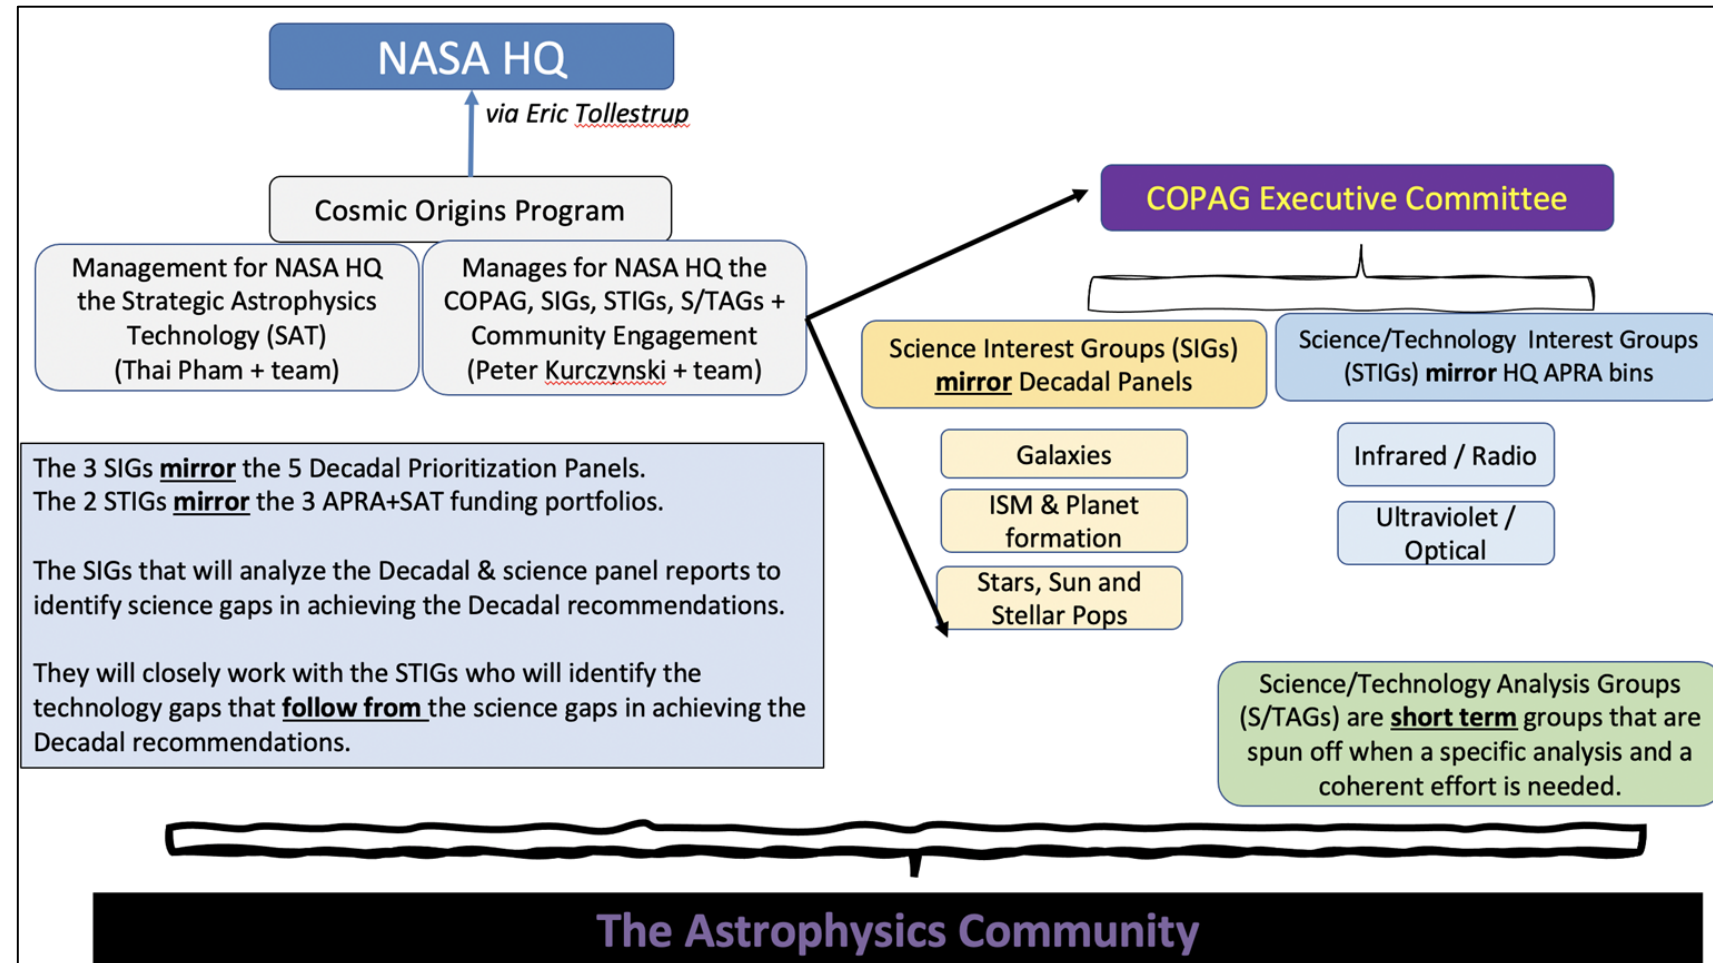 NASA HQ
via Eric Tollestrup
Cosmic Origins Program
Management for NASA HQ
the Strategic Astrophysics
Technology (SAT)
(Thai Pham + team)
Manages for NASA HQ the
COPAG, SIGs, STIGs, S/TAGs +
Community Engagement
(Peter Kurczynski + team)
COPAG Executive Committee
Science Interest Groups (SIGs)
mirror Decadal Panels
Science/Technology Interest Groups
(STIGs) mirror HQ APRA bins
Galaxies
ISM & Planet
formation
Stars, Sun and
Stellar Pops
Infrared / Radio
Ultraviolet /
Optical
The 3 SIGs mirror the 5 Decadal Prioritization Panels.
The 2 STIGs mirror the 3 APRA+SAT funding portfolios.
The SIGs that will analyze the Decadal & science panel reports to
identify science gaps in achieving the Decadal recommendations.
They will closely work with the STIGs who will identify the
technology gaps that follow from the science gaps in achieving the
Decadal recommendations.
Science/Technology Analysis Groups
(S/TAGs) are short term groups that are
spun off when a specific analysis and a
coherent effort is needed.
The Astrophysics Community